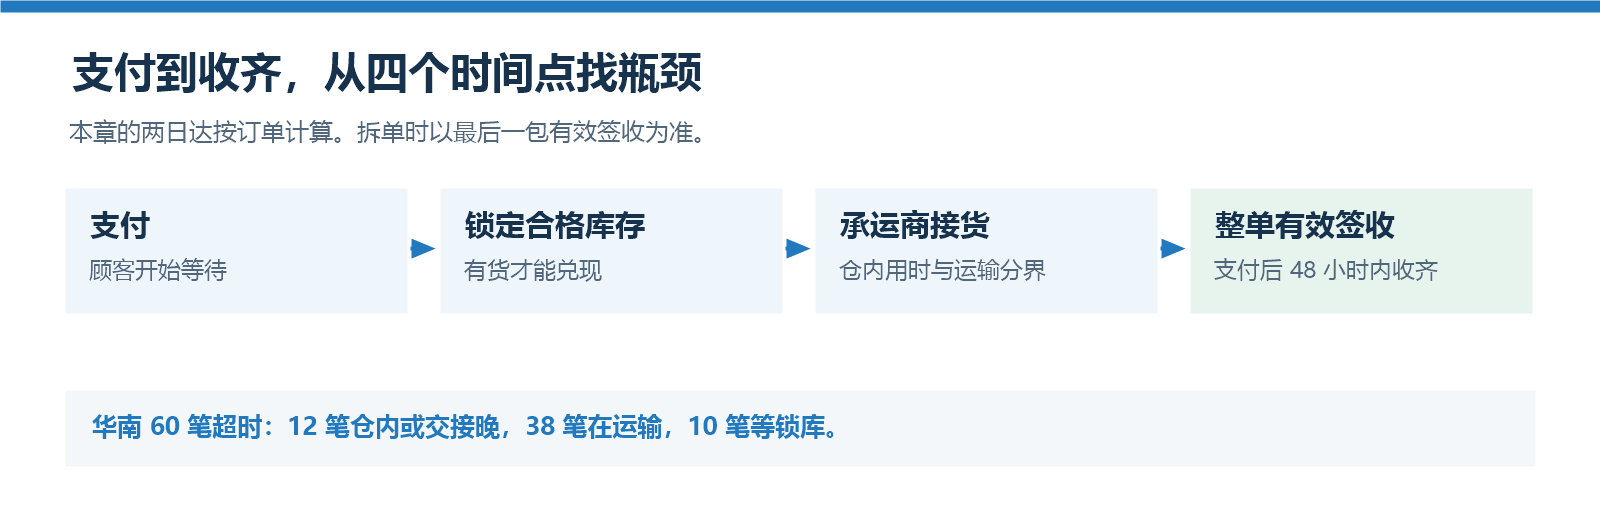 支付到收齐，从四个时间点找瓶颈
本章的两日达按订单计算。拆单时以最后一包有效签收为准。
支付
顾客开始等待
锁定合格库存
有货才能兑现
承运商接货
仓内用时与运输分界
整单有效签收
支付后 48 小时内收齐
华南 60 笔超时：12 笔仓内或交接晚，38 笔在运输，10 笔等锁库。